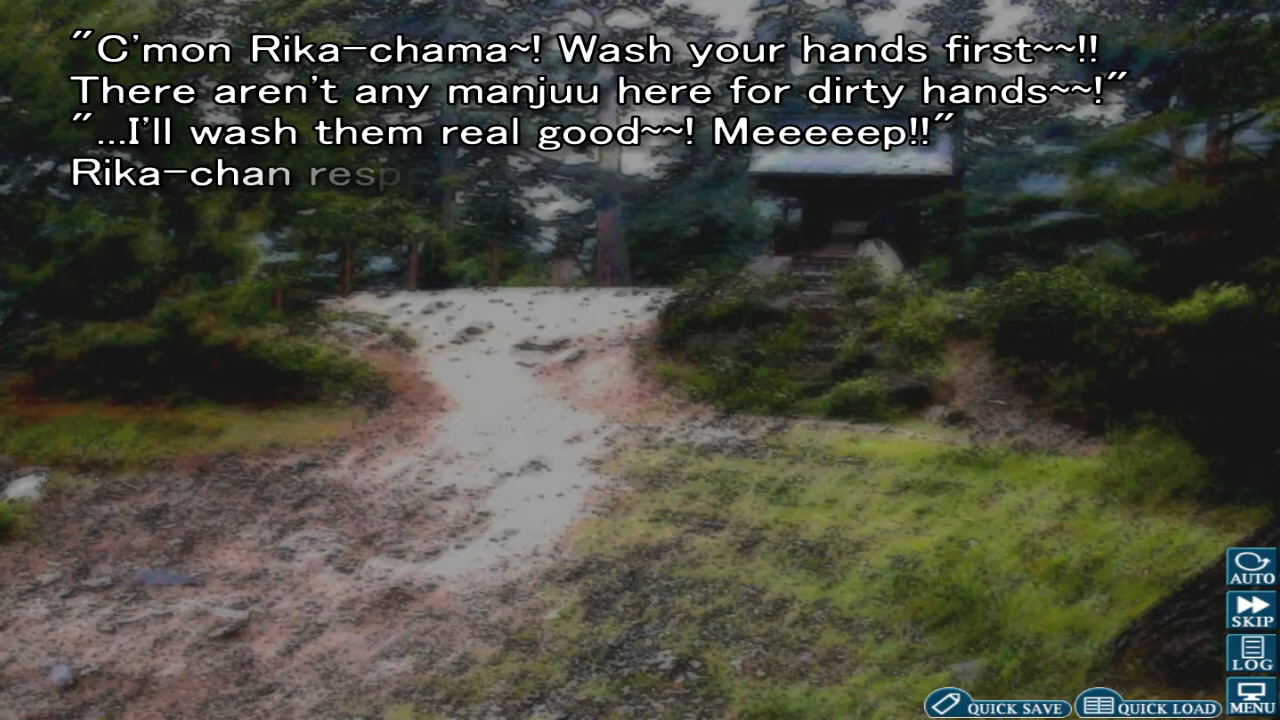 "C'mon Rika-chama~! Wash your hands first~~!!
There aren't any manjuu here for dirty hands~~!"
"...I'll wash them real good~~! Meeeeeep!!"
Rika-chan resp
AUTO
SKIP
LOG
QUICK SAVE
QUICK LOAD
MENU